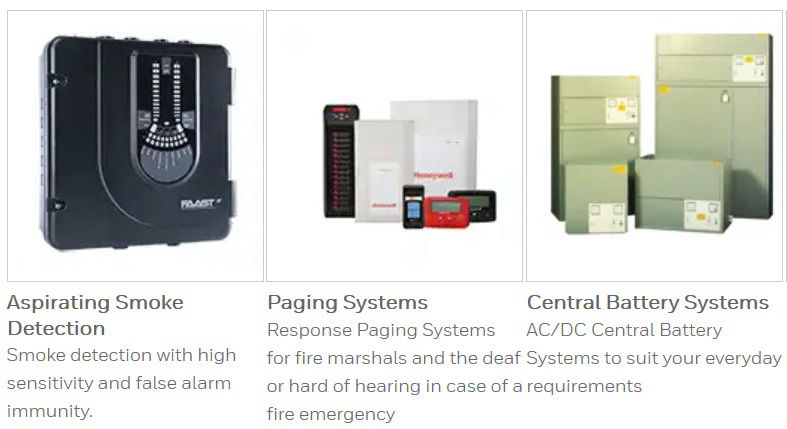 FAAST
Honeywell
Honeywell
Aspirating Smoke
Detection
Smoke detection with high
sensitivity and false alarm
immunity.
Paging Systems
Response Paging Systems
for fire marshals and the deaf
or hard of hearing in case of a
fire emergency
Central Battery Systems
AC/DC Central Battery
Systems to suit your everyday
requirements